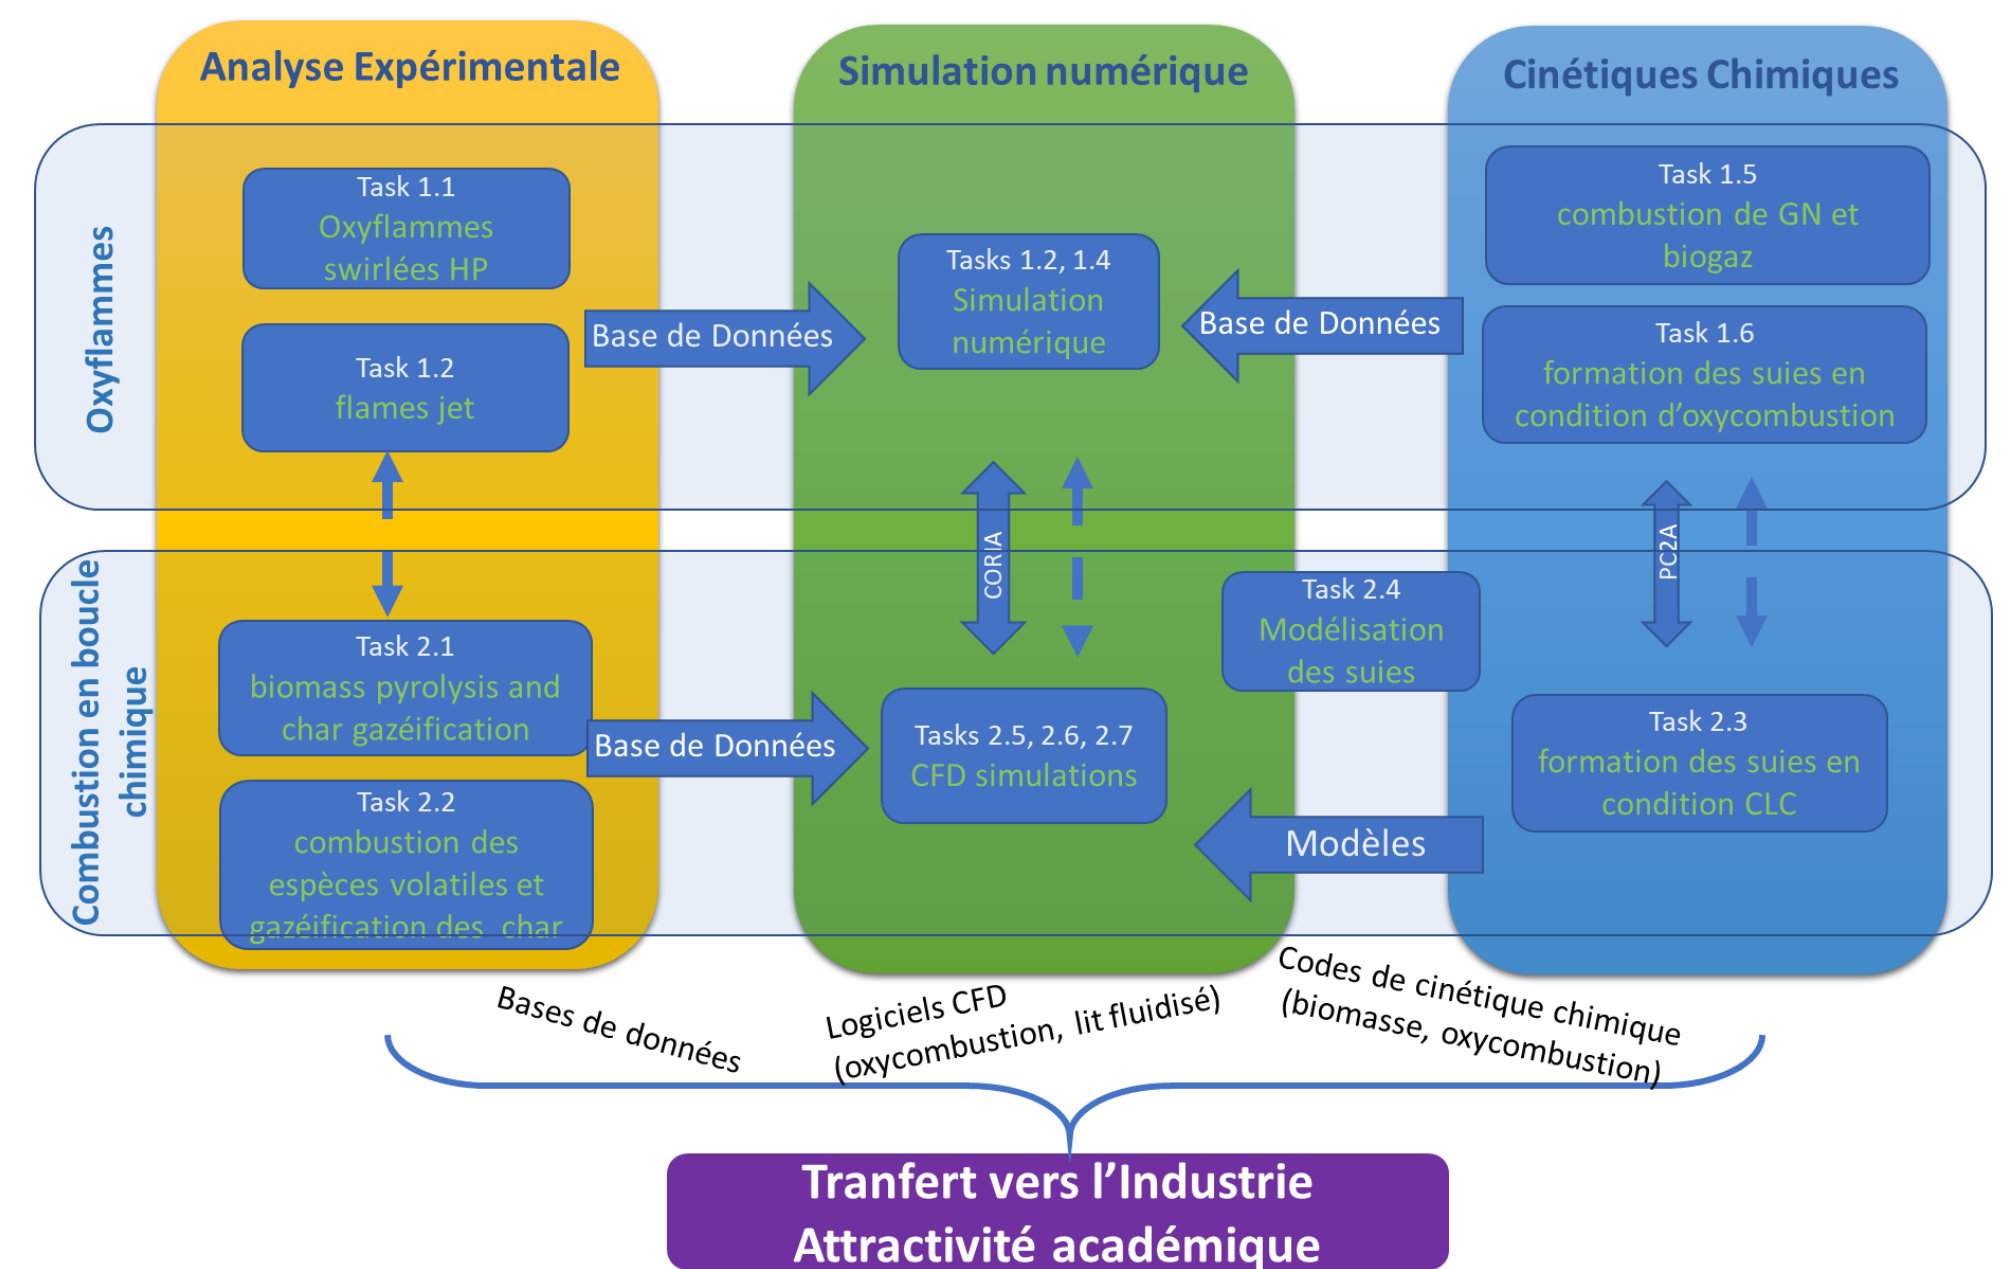 Analyse Expérimentale
Simulation numérique
Cinétiques Chimiques
Oxyflammes
Task 1.1
Oxyflammes
swirlées HP
Task 1.2
flames jet
Base de Données
Tasks 1.2, 1.4
Simulation
numérique
Base de Données
Task 1.5
combustion de GN et
biogaz
Task 1.6
formation des suies en
condition d’oxycombustion
CORIA
PC2A
Combustion en boucle
chimique
Task 2.1
biomass pyrolysis and
char gazéification
Task 2.2
combustion des
espèces volatiles et
gazéification des  char
Base de Données
Tasks 2.5, 2.6, 2.7
CFD simulations
Task 2.4
Modélisation
des suies
Modèles
Task 2.3
formation des suies en
condition CLC
Bases de données
Logiciels CFD
(oxycombustion, lit fluidisé)
Codes de cinétique chimique
(biomasse, oxycombustion)
Tranfert vers l’Industrie
Attractivité académique